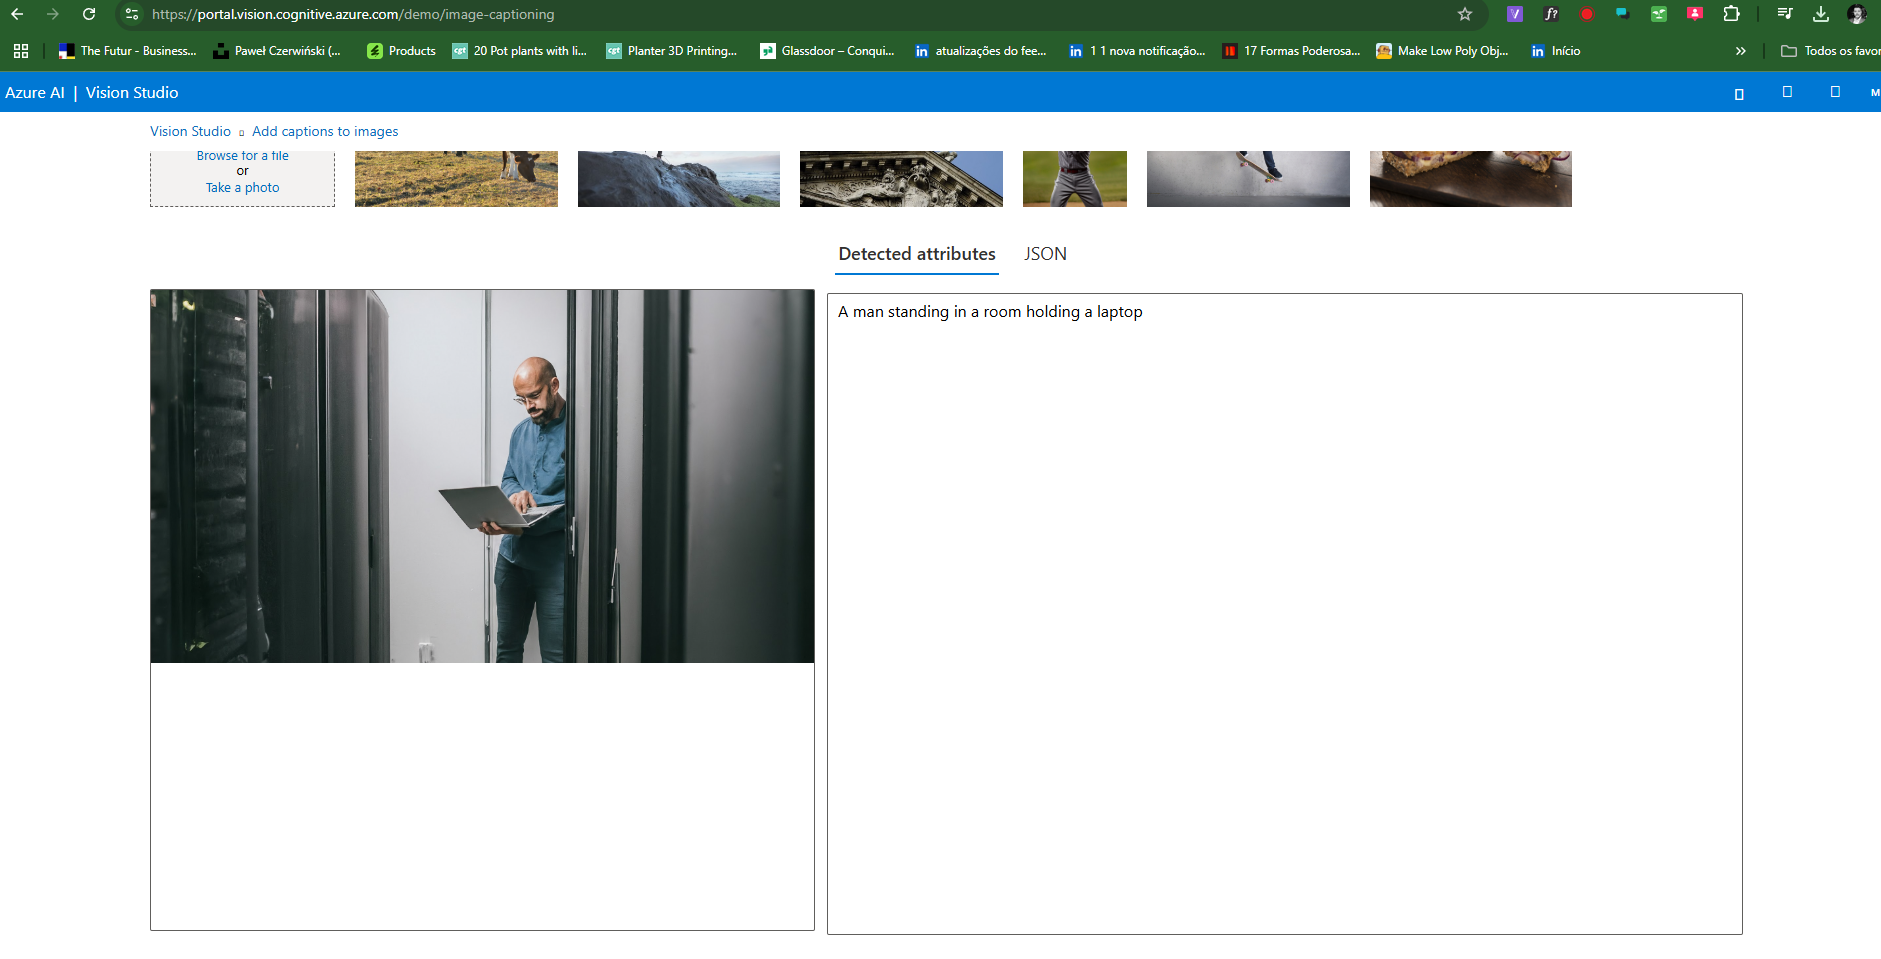 https://portal.vision.cognitive.azure.com/demo/image-captioning
The Futur - Business...
Paweł Czerwiński (...
Products
20 Pot plants with li...
Planter 3D Printing...
Glassdoor – Conqui...
atualizações do fee...
1 1 nova notificação...
17 Formas Poderosa...
Make Low Poly Obj...
Início
»
Todos os favor
Azure AI | Vision Studio
M
Vision Studio Add captions to images
Browse for a file
or
Take a photo
Detected attributes JSON
A man standing in a room holding a laptop